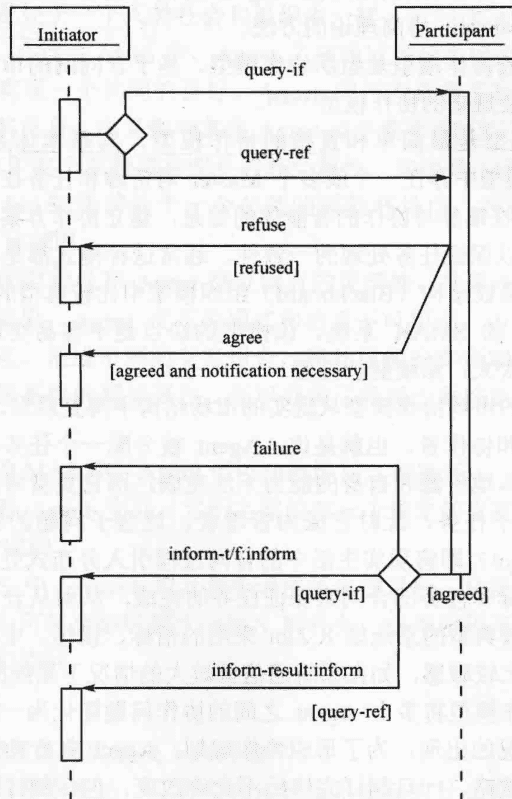 Initiator
Participant
query-if
query-ref
refuse
[refused]
agree
[agreed and notification necessary]
failure
inform-t/f:inform
[query-if]
[agreed]
inform-result:inform
[query-ref]